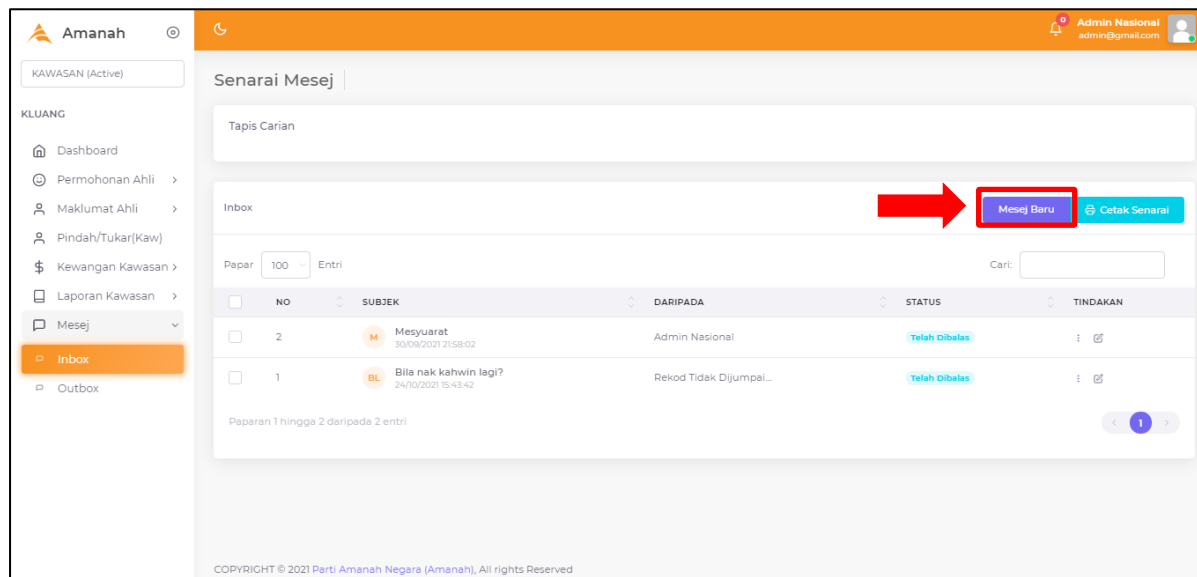 Amanah
Admin Nasional
admin@gmail.com
0
KAWASAN (Active)
KLUANG
Dashboard
Permohonan Ahli
Maklumat Ahli
Pindah/Tukar(Kaw)
Kewangan Kawasan
Laporan Kawasan
Mesej
Inbox
Outbox
Senarai Mesej
Tapis Carian
Inbox
Mesej Baru
Cetak Senarai
Papar 100 Entri
Cari:
NO SUBJEK DARIPADA STATUS TINDAKAN
2 M Mesyuarat Admin Nasional Telah Dibalas
30/09/2021 21:58:02
1 BL Bila nak kahwin lagi? Rekod Tidak Dijumpai... Telah Dibalas
24/10/2021 15:43:42
Paparan 1 hingga 2 daripada 2 entri
1
COPYRIGHT © 2021 Parti Amanah Negara (Amanah), All rights Reserved